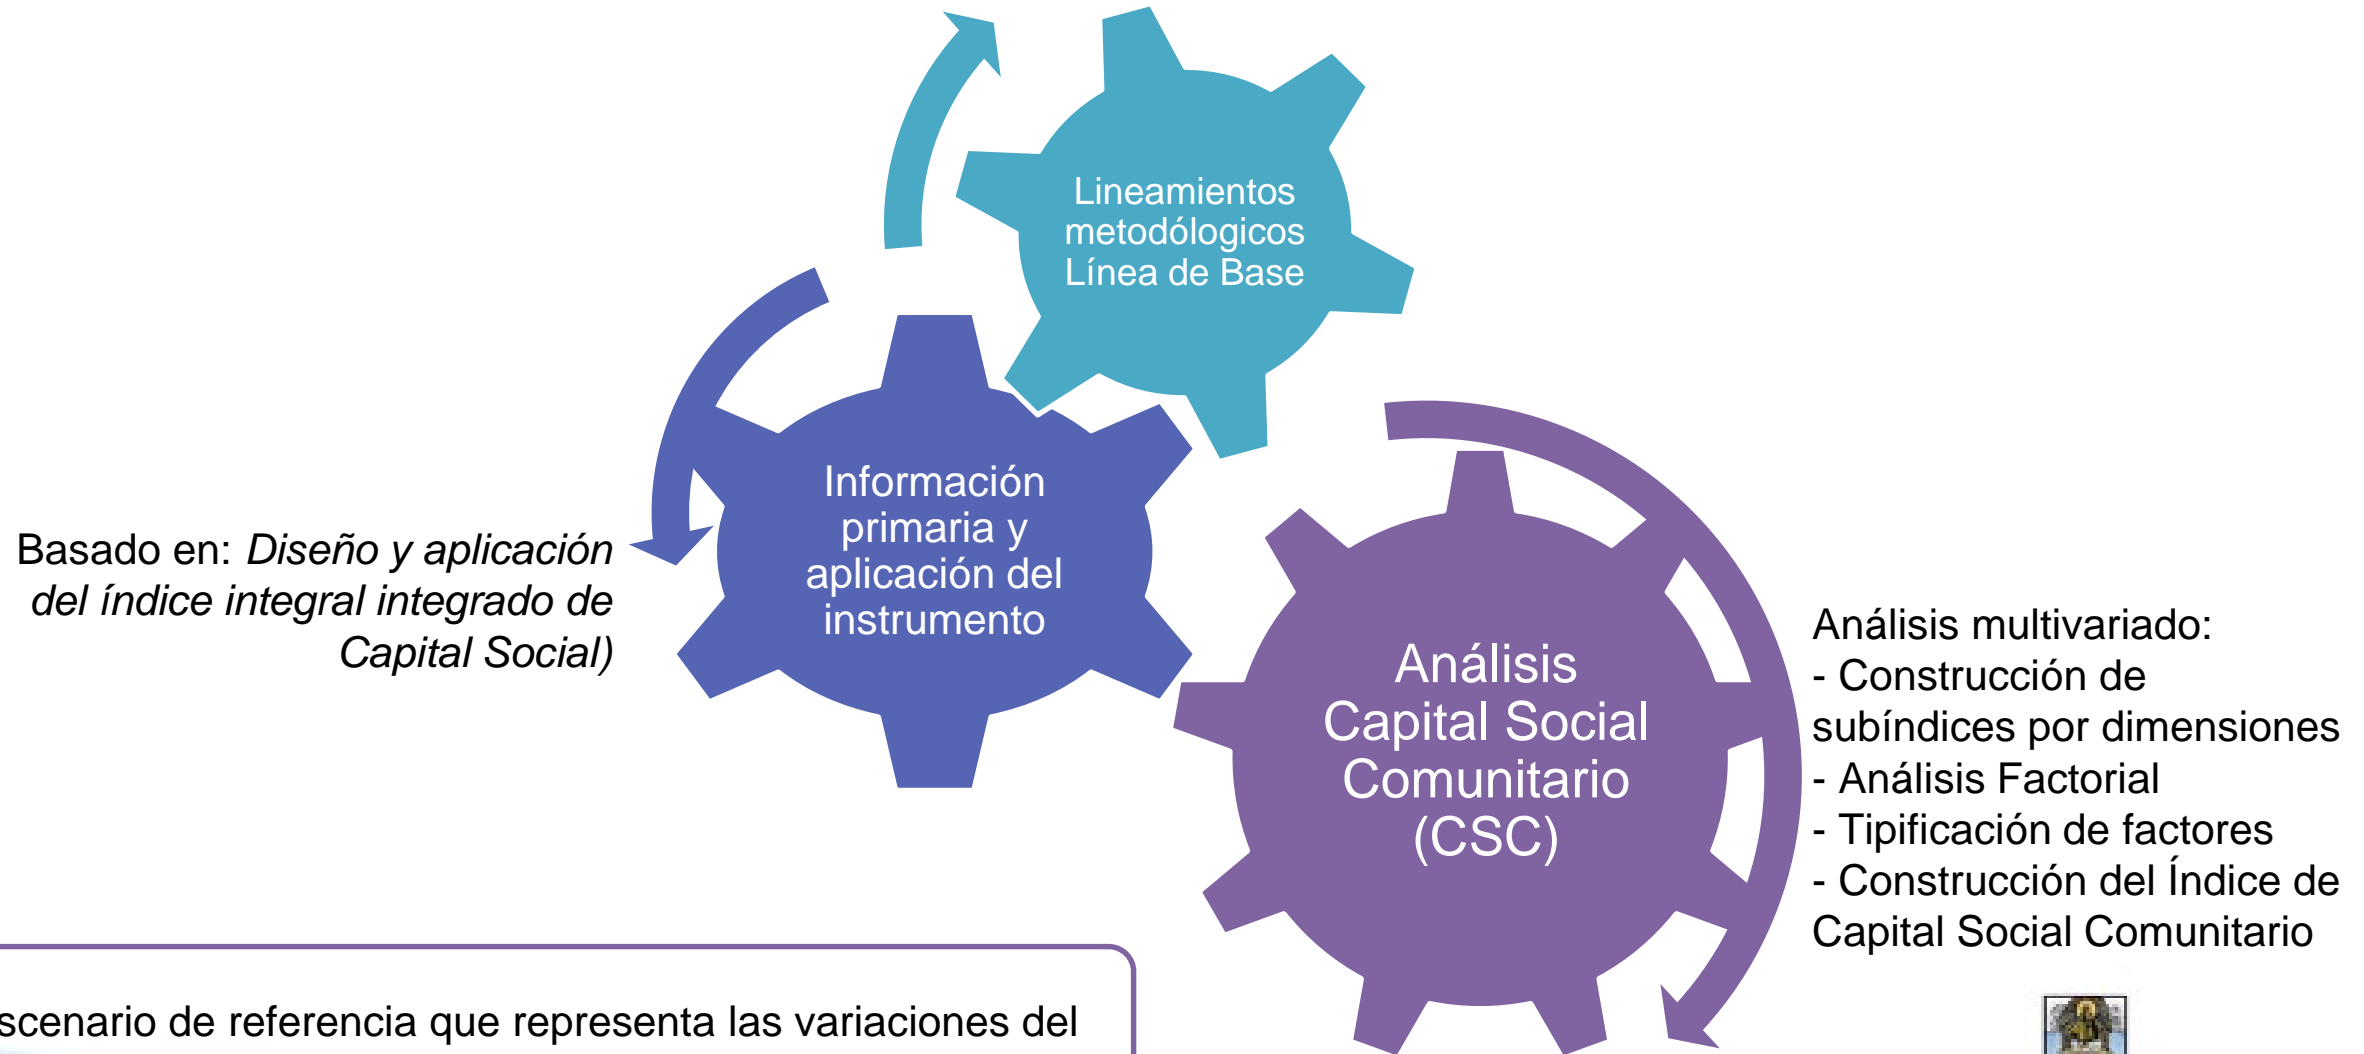 Lineamientos
metodólogicos
Línea de Base
Información
primaria y
aplicación del
instrumento
Basado en: Diseño y aplicación
del índice integral integrado de
Capital Social)
Análisis
Capital Social
Comunitario
(CSC)
Análisis multivariado:
- Construcción de
subíndices por dimensiones
- Análisis Factorial
- Tipificación de factores
- Construcción del Índice de
Capital Social Comunitario
scenario de referencia que representa las variaciones del